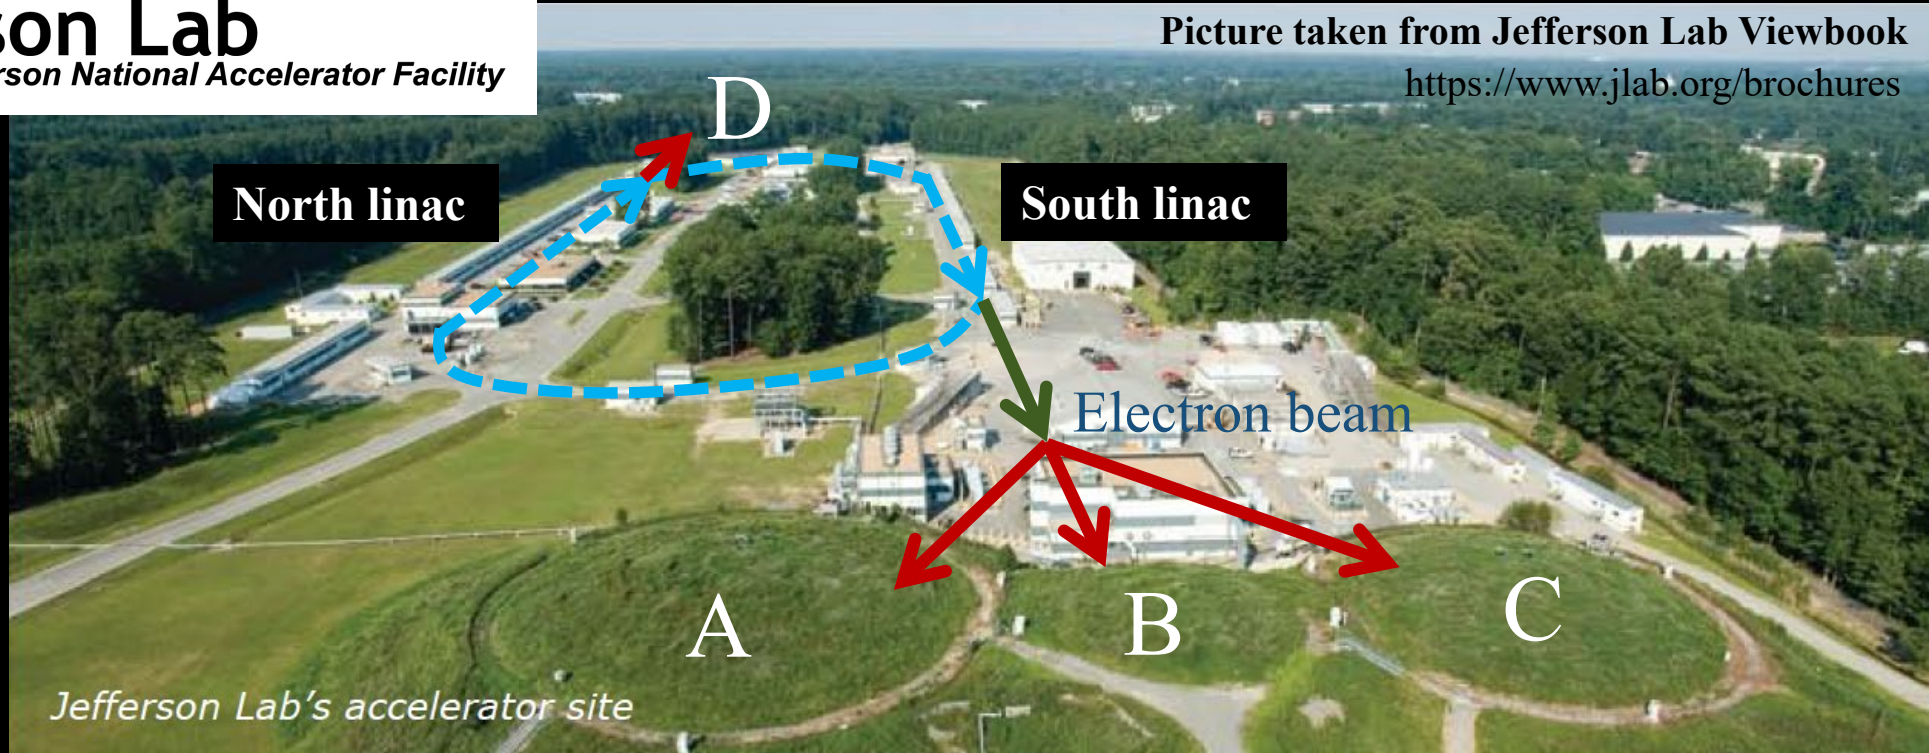 son Lab
rson National Accelerator Facility
Picture taken from Jefferson Lab Viewbook
https://www.jlab.org/brochures
D
North linac
South linac
Electron beam
A
B
C
Jefferson Lab's accelerator site